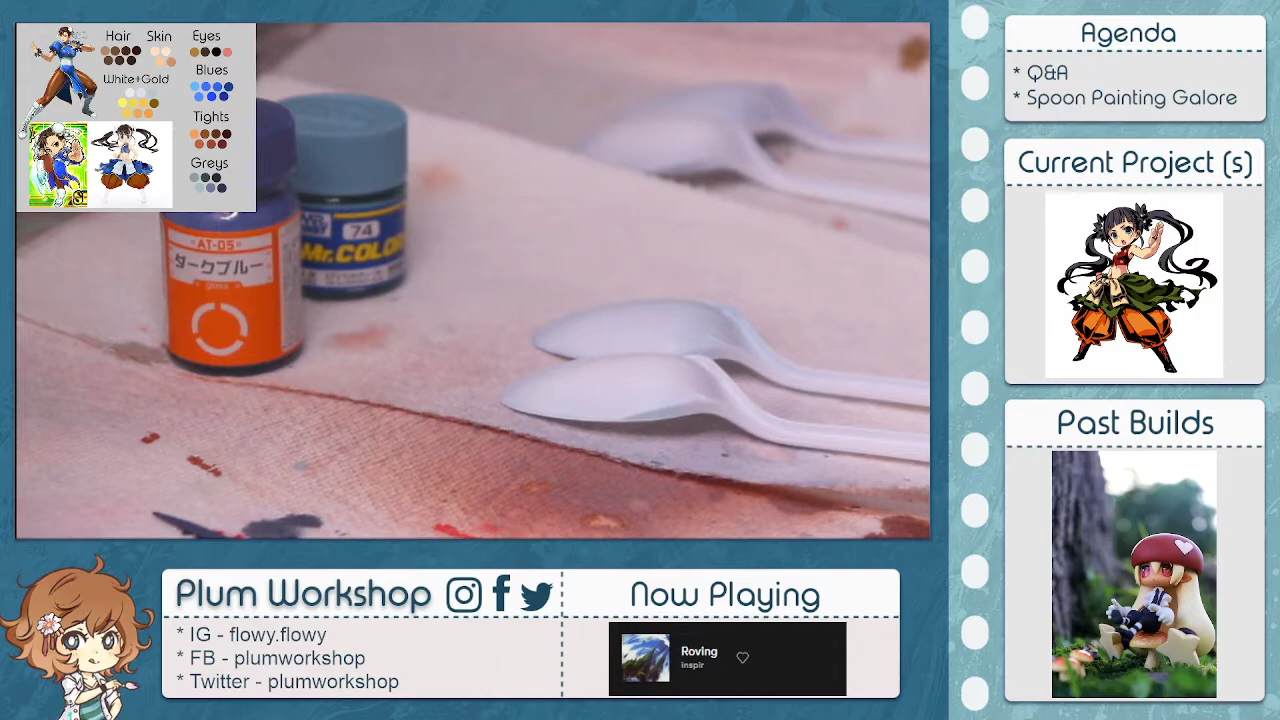 Hair
Skin
Eyes
White+Gold
Blues
Tights
Greys
AT-05
ダークブルー
gloss
74
Mr.COLOR
Agenda
* Q&A
* Spoon Painting Galore
Current Project (s)
Past Builds
Plum Workshop
* IG - flowy.flowy
* FB - plumworkshop
* Twitter - plumworkshop
Now Playing
Roving
inspir